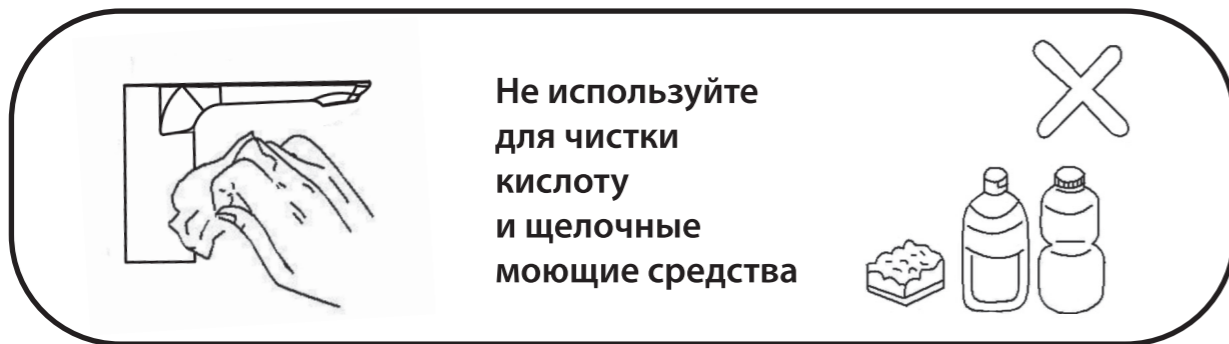 Не используйте
для чистки
кислоту
и щелочные
моющие средства